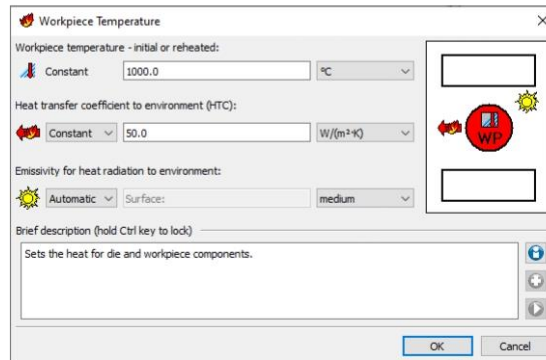 Workpiece Temperature
Workpiece temperature - initial or reheated:
Constant 1000.0 °C
Heat transfer coefficient to environment (HTC):
Constant 50.0 W/(m²·K)
WP
Emissivity for heat radiation to environment:
Automatic Surface: medium
Brief description (hold Ctrl key to lock)
Sets the heat for die and workpiece components.
OK Cancel